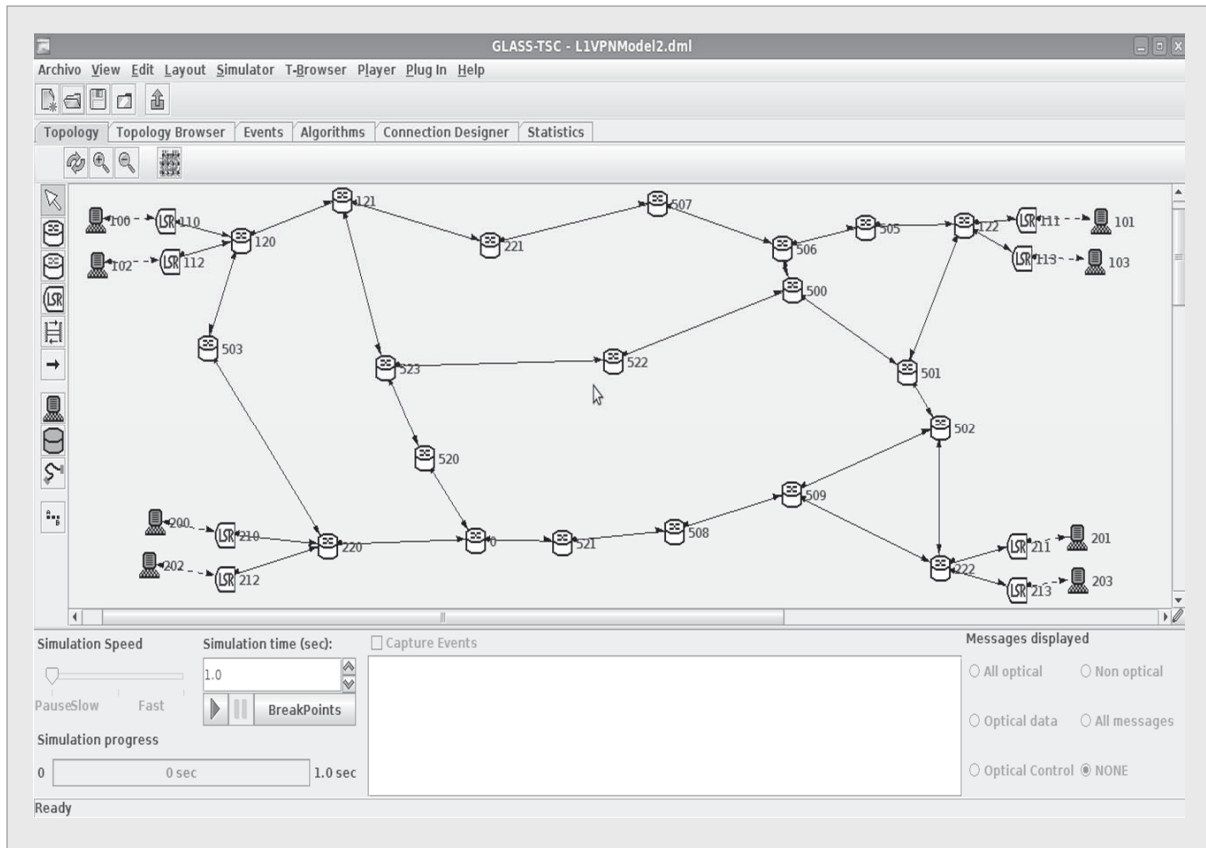 GLASS-TSC - L1VPNModel2.dml
Archivo View Edit Layout Simulator T-Browser Player Plug In Help
Topology Topology Browser Events Algorithms Connection Designer Statistics
121
507
100
LSR 110
120
221
506
505
122
LSR 111
101
102
LSR 112
LSR 113
103
500
LSR
503
523
522
501
502
520
509
200
LSR 210
220
0
521
508
LSR 211
201
202
LSR 212
222
LSR 213
203
Simulation Speed
Simulation time (sec):
Capture Events
Messages displayed
1.0
All optical
Non optical
Pause Slow Fast
BreakPoints
Optical data
All messages
Simulation progress
0
0 sec
1.0 sec
Optical Control
NONE
Ready